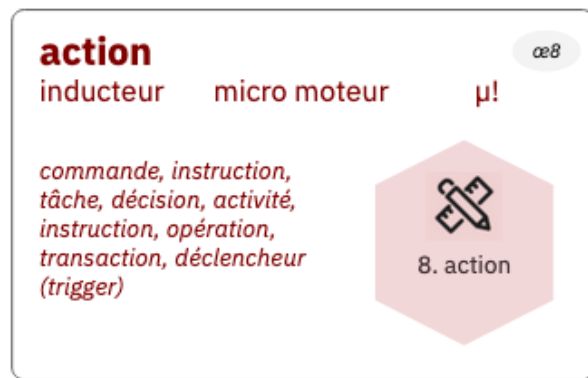 action
œ8
inducteur micro moteur µ!
commande, instruction,
tâche, décision, activité,
instruction, opération,
transaction, déclencheur
(trigger)
8. action